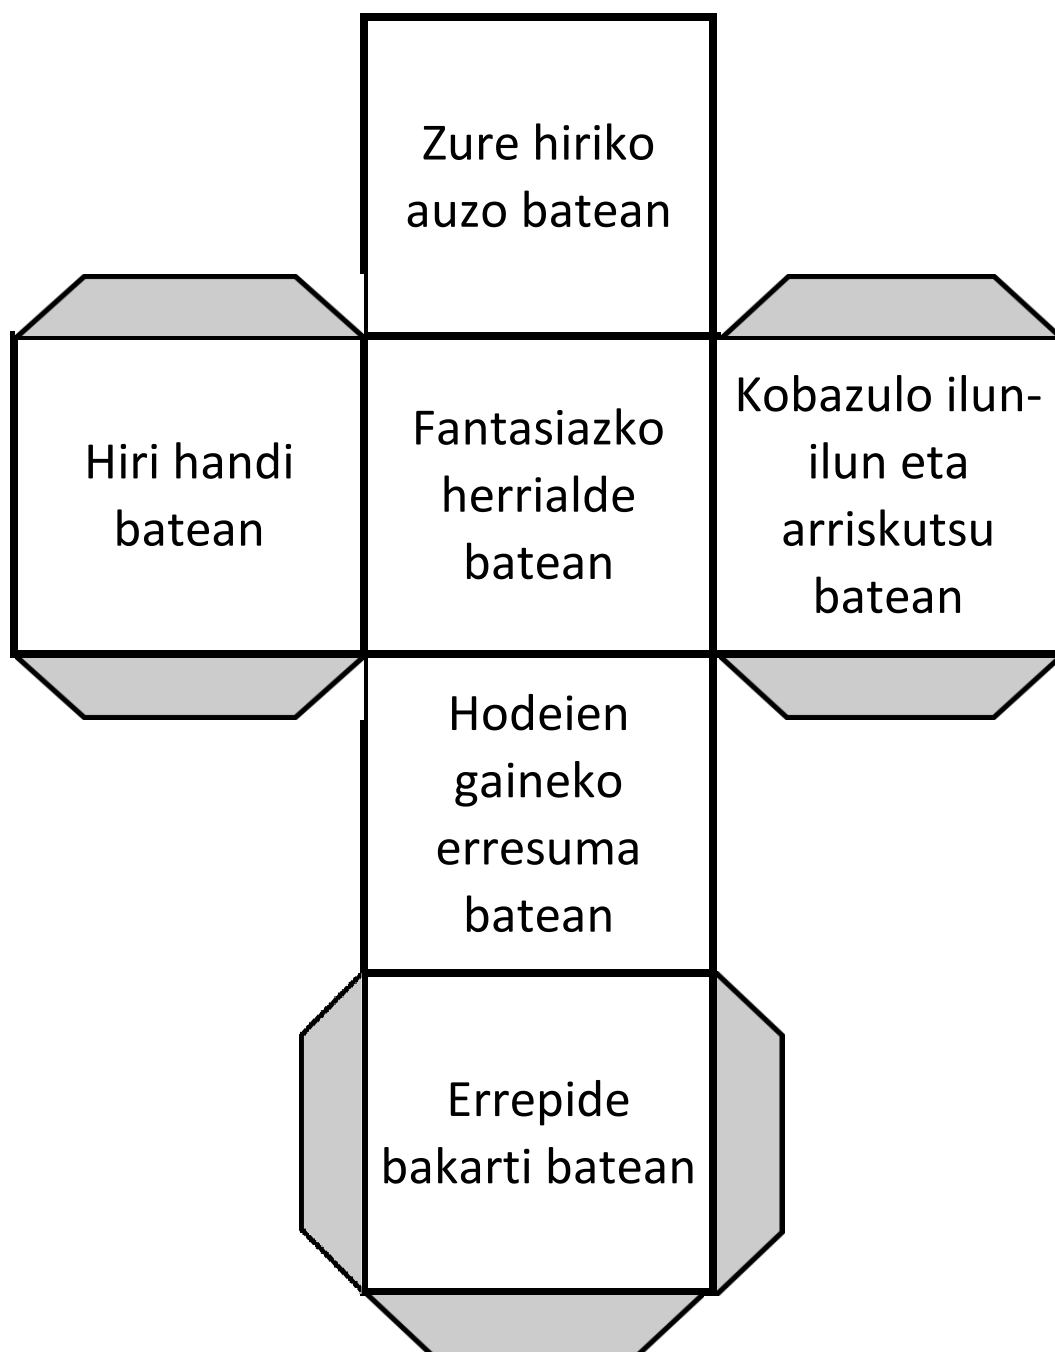 Zure hiriko
auzo batean
Hiri handi
batean
Fantasiazko
herrialde
batean
Kobazulo ilun-
ilun eta
arriskutsu
batean
Hodeien
gaineko
erresuma
batean
Errepide
bakarti batean